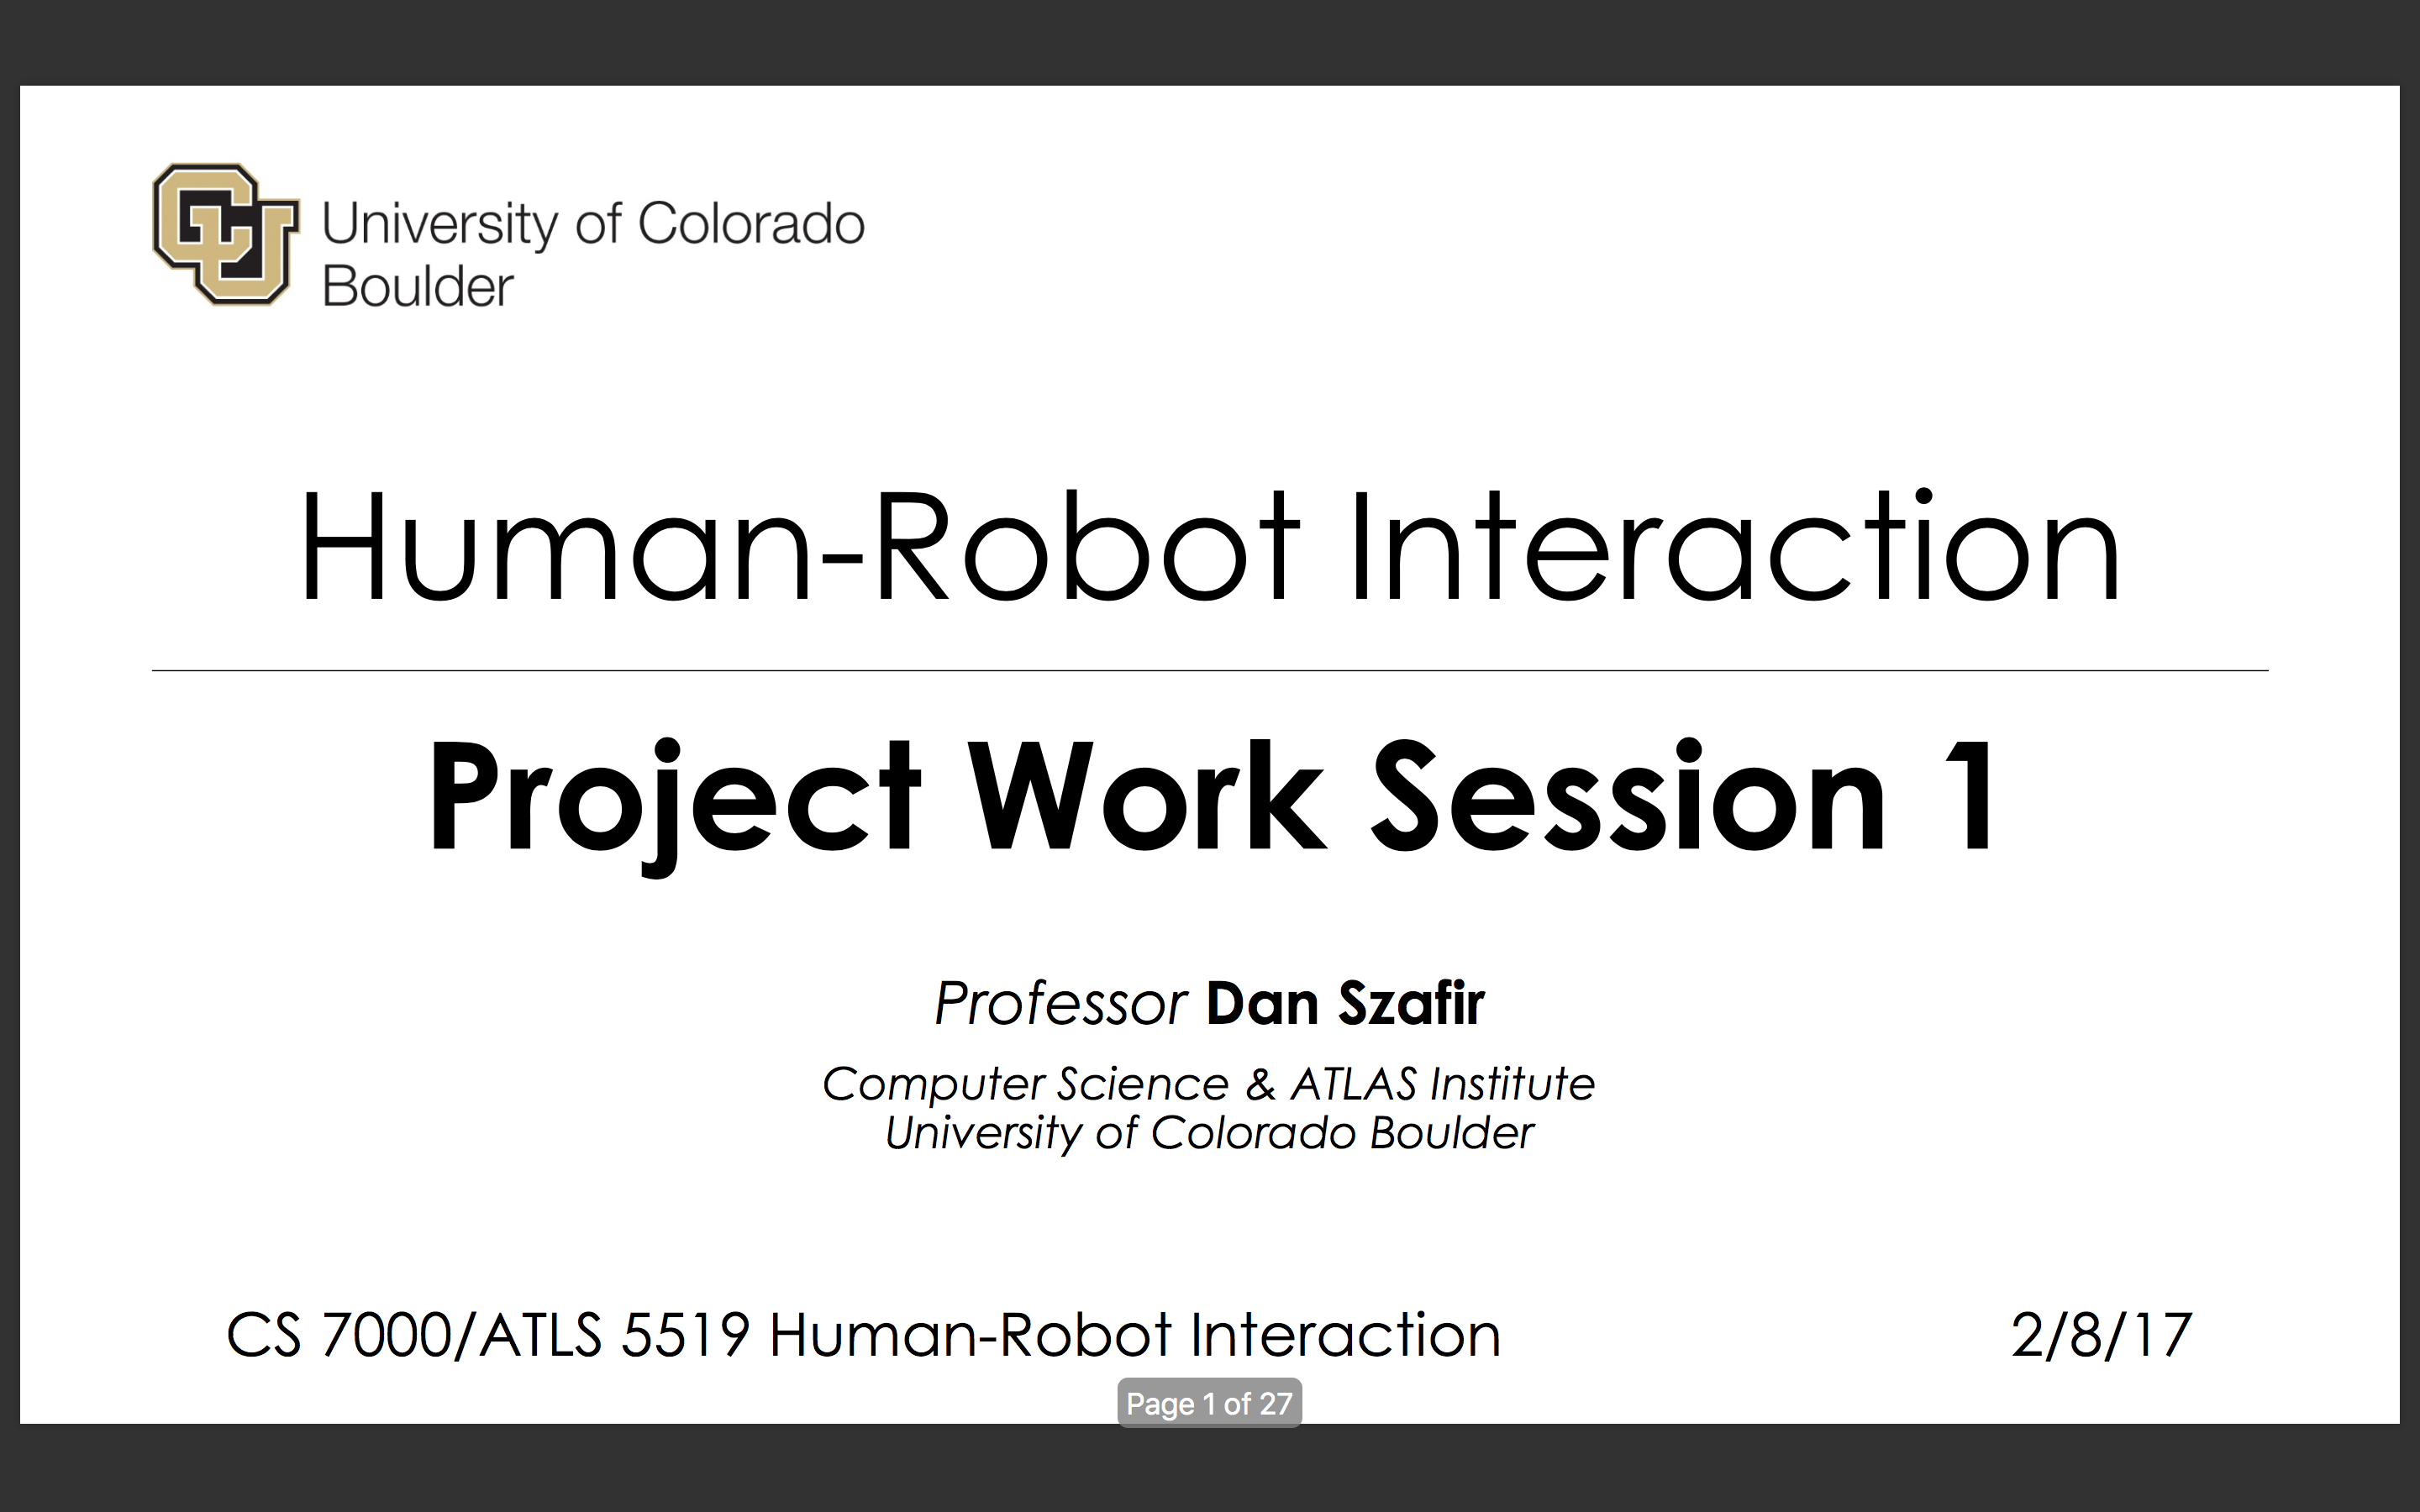 CU
University of Colorado
Boulder
Human-Robot Interaction
Project Work Session 1
Professor Dan Szafir
Computer Science & ATLAS Institute
University of Colorado Boulder
CS 7000/ATLS 5519 Human-Robot Interaction 2/8/17
Page 1 of 27